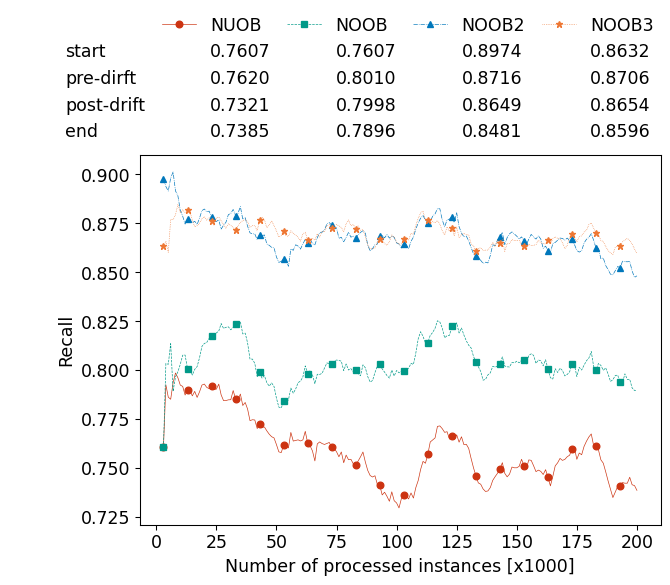 NUOB NOOB NOOB2 NOOB3
start 0.7607 0.7607 0.8974 0.8632
pre-dirft 0.7620 0.8010 0.8716 0.8706
post-drift 0.7321 0.7998 0.8649 0.8654
end 0.7385 0.7896 0.8481 0.8596
0.900
0.875
0.850
0.825
0.800
0.775
0.750
0.725
Recall
0 25 50 75 100 125 150 175 200
Number of processed instances [x1000]